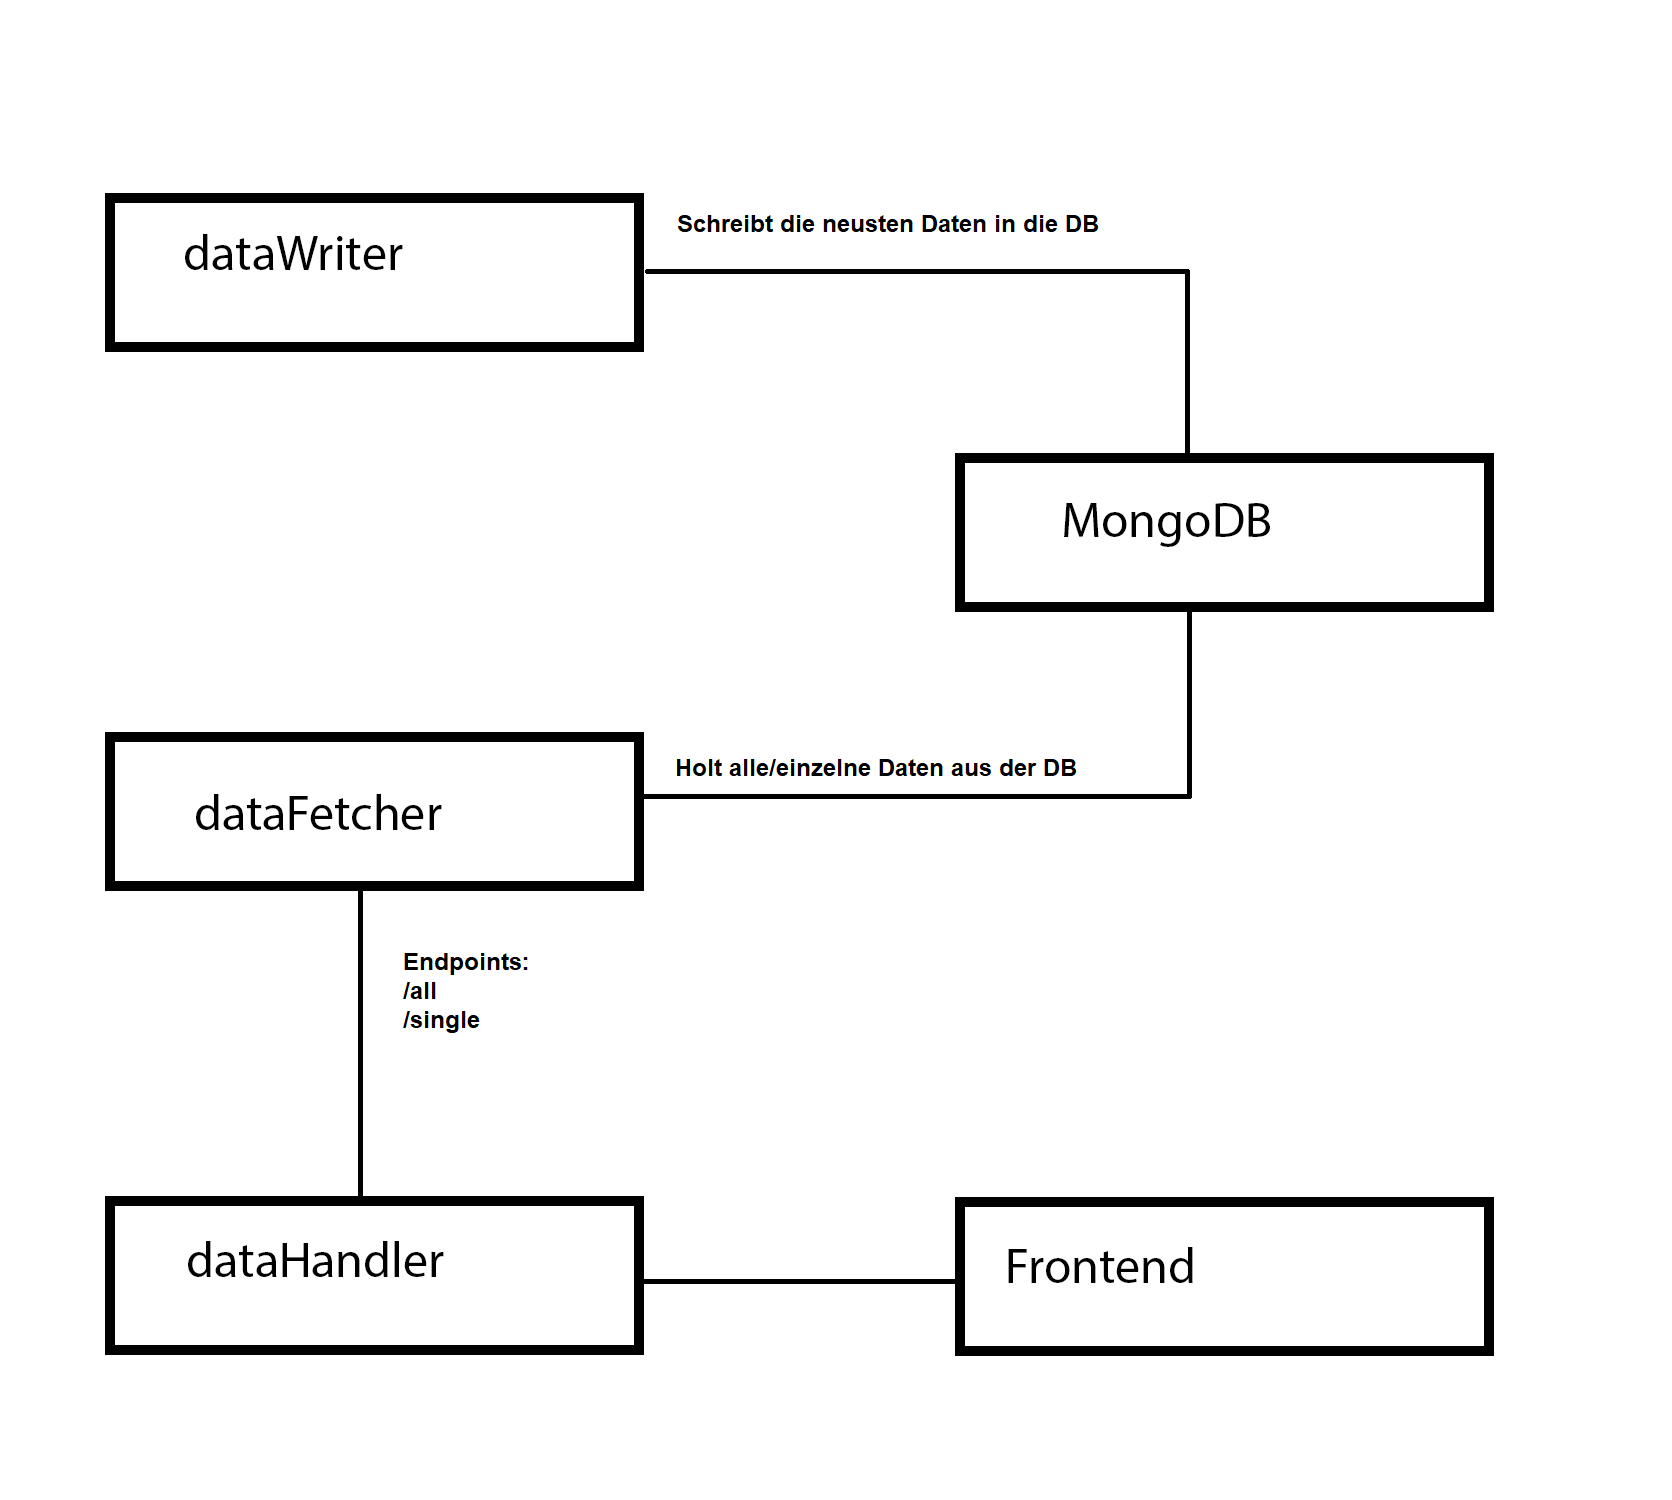 dataWriter
Schreibt die neusten Daten in die DB
MongoDB
Holt alle/einzelne Daten aus der DB
dataFetcher
Endpoints:
/all
/single
dataHandler
Frontend